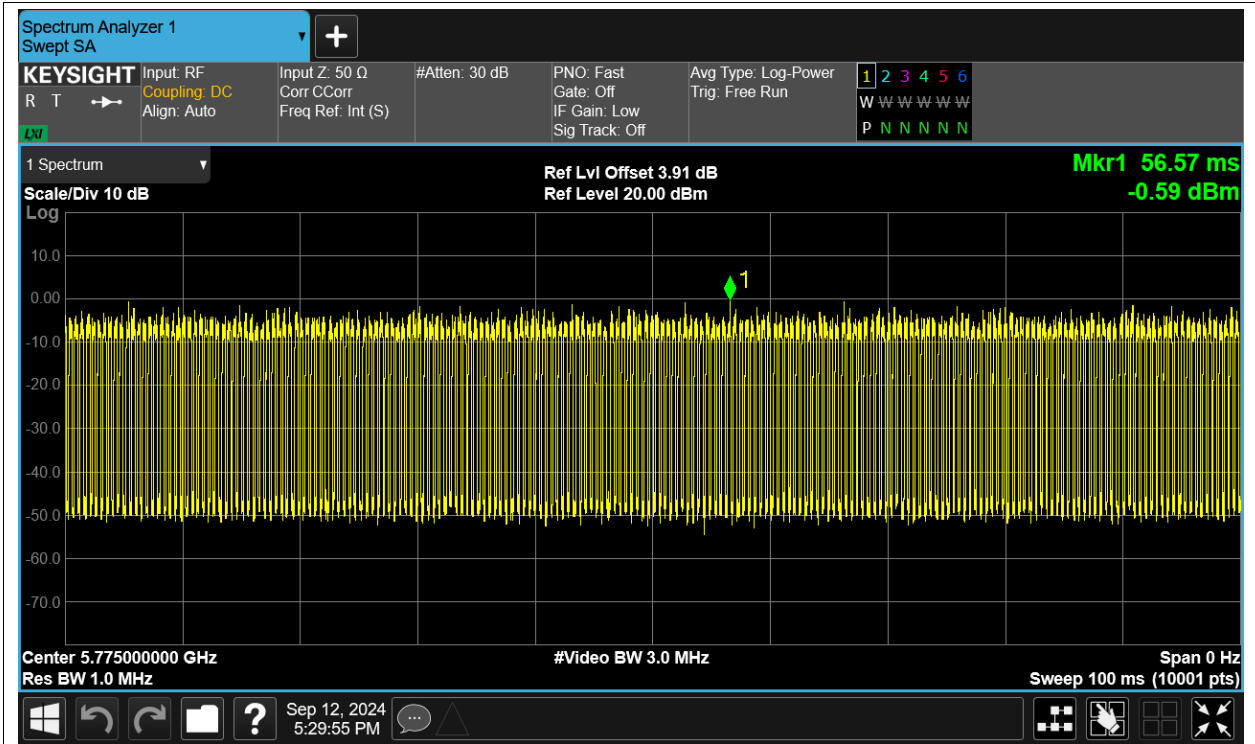 Spectrum Analyzer 1
Swept SA
KEYSIGHT
R T
LXI
Input: RF
Coupling: DC
Align: Auto
Input Z: 50 Ω
Corr CCorr
Freq Ref: Int (S)
#Atten: 30 dB
PNO: Fast
Gate: Off
IF Gain: Low
Sig Track: Off
Avg Type: Log-Power
Trig: Free Run
1 2 3 4 5 6
W W W W W W
P N N N N N
1 Spectrum
Scale/Div 10 dB
Log
Ref Lvl Offset 3.91 dB
Ref Level 20.00 dBm
Mkr1 56.57 ms
-0.59 dBm
10.0
0.00
-10.0
-20.0
-30.0
-40.0
-50.0
-60.0
-70.0
1
Center 5.775000000 GHz
Res BW 1.0 MHz
#Video BW 3.0 MHz
Span 0 Hz
Sweep 100 ms (10001 pts)
?
Sep 12, 2024
5:29:55 PM